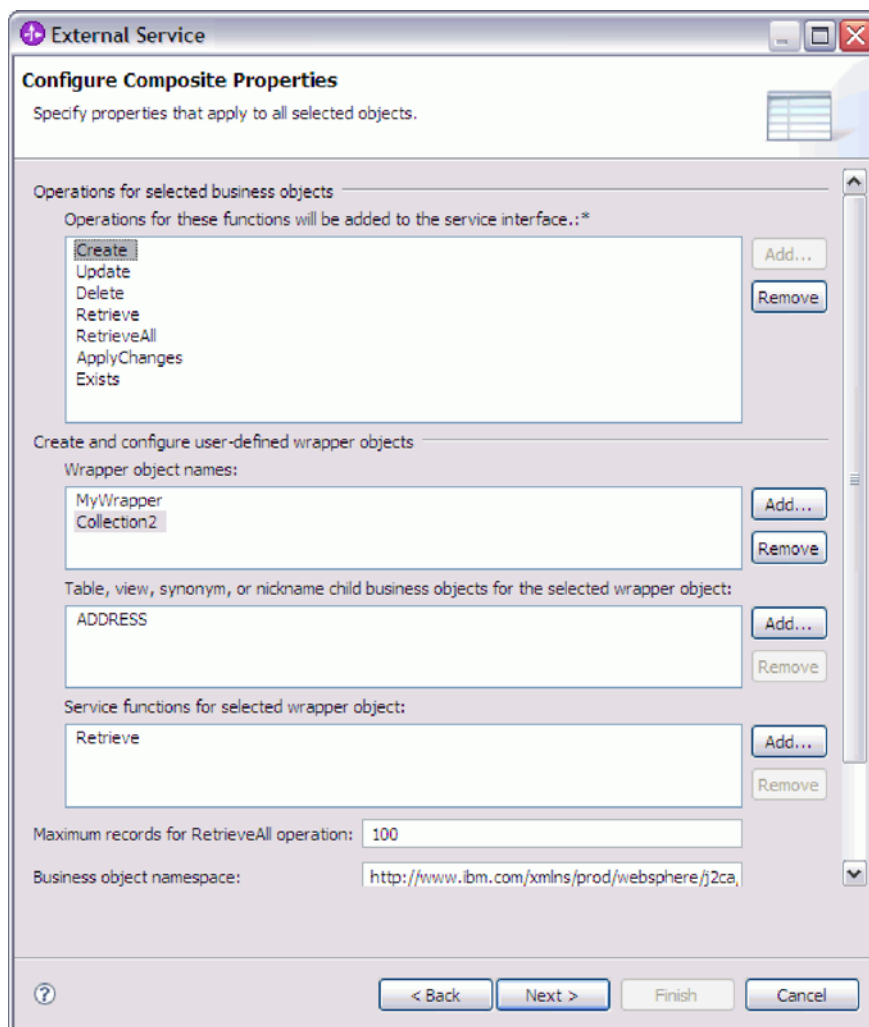 External Service
Configure Composite Properties
Specify properties that apply to all selected objects.
Operations for selected business objects
Operations for these functions will be added to the service interface.:*
Create
Update
Delete
Retrieve
RetrieveAll
ApplyChanges
Exists
Add...
Remove
Create and configure user-defined wrapper objects
Wrapper object names:
MyWrapper
Collection2
Add...
Remove
Table, view, synonym, or nickname child business objects for the selected wrapper object:
ADDRESS
Add...
Remove
Service functions for selected wrapper object:
Retrieve
Add...
Remove
Maximum records for RetrieveAll operation: 100
Business object namespace: http://www.ibm.com/xmlns/prod/websphere/j2ca,
? < Back Next > Finish Cancel